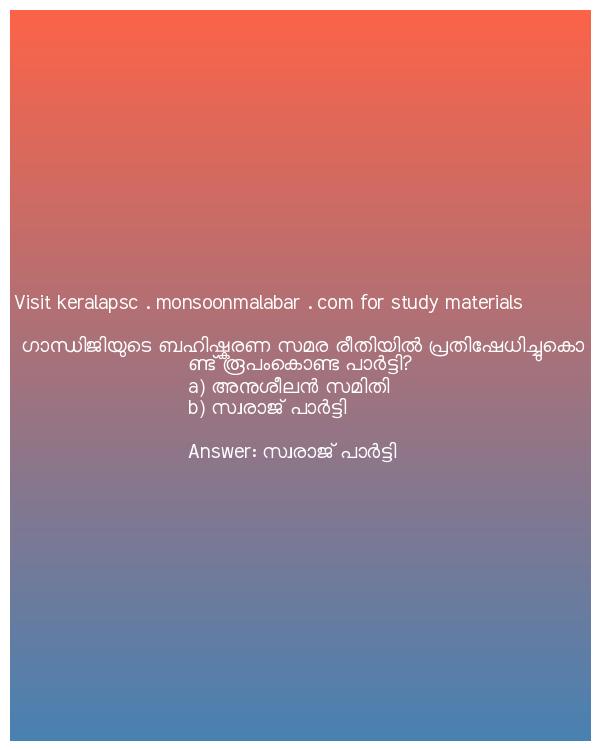 Visit keralapsc . monsoonmalabar . com for study materials
ഗാന്ധിജിയുടെ ബഹിഷ്കരണ സമര രീതിയിൽ പ്രതിഷേധിച്ചുകൊ
ണ്ട് രൂപംകൊണ്ട പാർട്ടി?
a) അനുശീലൻ സമിതി
b) സ്വരാജ് പാർട്ടി
Answer: സ്വരാജ് പാർട്ടി